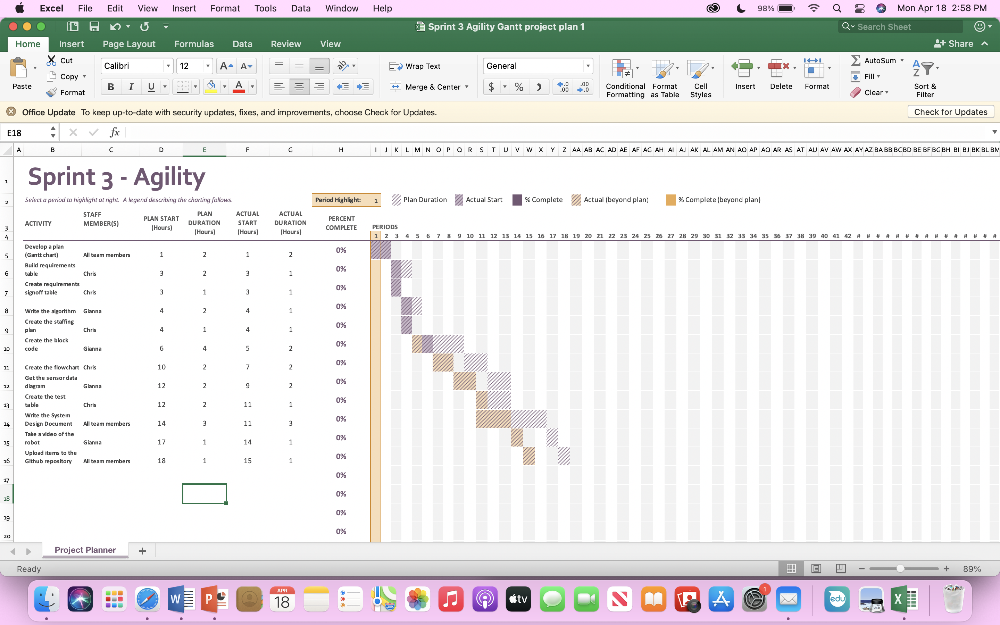 Excel File Edit View Insert Format Tools Data Window Help 98% Mon Apr 18 2:58 PM
Sprint 3 Agility Gantt project plan 1 Search Sheet
Home Insert Page Layout Formulas Data Review View Share
Paste Cut Copy Format Calibri 12 Wrap Text General Conditional Formatting Format as Table Cell Styles Insert Delete Format AutoSum Fill Clear Sort & Filter
B I U Merge & Center $ %
Office Update To keep up-to-date with security updates, fixes, and improvements, choose Check for Updates. Check for Updates
E18 fx
A B C D E F G H I J K L M N O P Q R S T U V W X Y Z AA AB AC AD AE AF AG AH AI AJ AK AL AM AN AO AP AQ AR AS AT AU AV AW AX AY AZ BA BB BC BD BE BF BG BH BI BJ BK BL BM
1 Sprint 3 - Agility
2 Select a period to highlight at right. A legend describing the charting follows. Period Highlight: 1 Plan Duration Actual Start % Complete Actual (beyond plan) % Complete (beyond plan)
3 ACTIVITY STAFF MEMBER(S) PLAN START (Hours) PLAN DURATION (Hours) ACTUAL START (Hours) ACTUAL DURATION (Hours) PERCENT COMPLETE PERIODS
4 1 2 3 4 5 6 7 8 9 10 11 12 13 14 15 16 17 18 19 20 21 22 23 24 25 26 27 28 29 30 31 32 33 34 35 36 37 38 39 40 41 42 # # # # # # # # # # # # # # #
5 Develop a plan (Gantt chart) All team members 1 2 1 2 0%
6 Build requirements table Chris 3 2 3 1 0%
7 Create requirements signoff table Chris 3 1 3 1 0%
8 Write the algorithm Gianna 4 2 4 1 0%
9 Create the staffing plan Chris 4 1 4 1 0%
10 Create the block code Gianna 6 4 5 2 0%
11 Create the flowchart Chris 10 2 7 2 0%
12 Get the sensor data diagram Gianna 12 2 9 2 0%
13 Create the test table Chris 12 2 11 1 0%
14 Write the System Design Document All team members 14 3 11 3 0%
15 Take a video of the robot Gianna 17 1 14 1 0%
16 Upload items to the Github repository All team members 18 1 15 1 0%
17 0%
18 0%
19 0%
20 0%
Project Planner +
Ready 89%
W P APR 18 280 tv 1 edu X